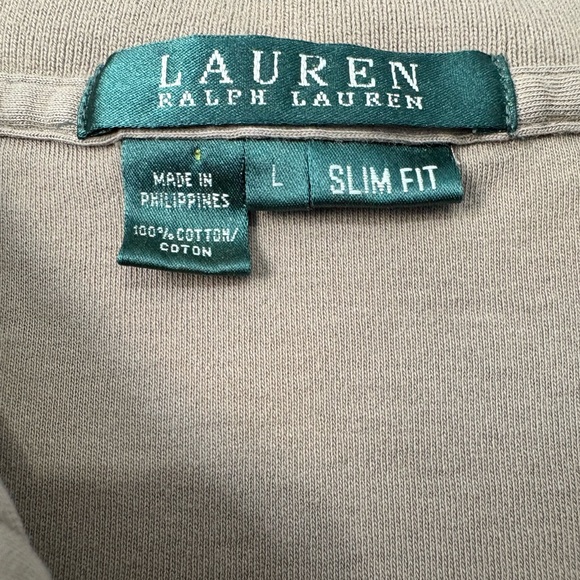 LAUREN
RALPH LAUREN
MADE IN
PHILIPPINES
100% COTTON/
COTON
L
SLIM FIT